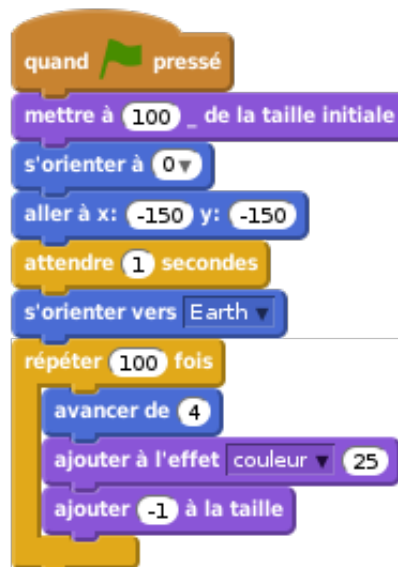 quand pressé
mettre à 100 _ de la taille initiale
s'orienter à 0
aller à x: -150 y: -150
attendre 1 secondes
s'orienter vers Earth
répéter 100 fois
avancer de 4
ajouter à l'effet couleur 25
ajouter -1 à la taille